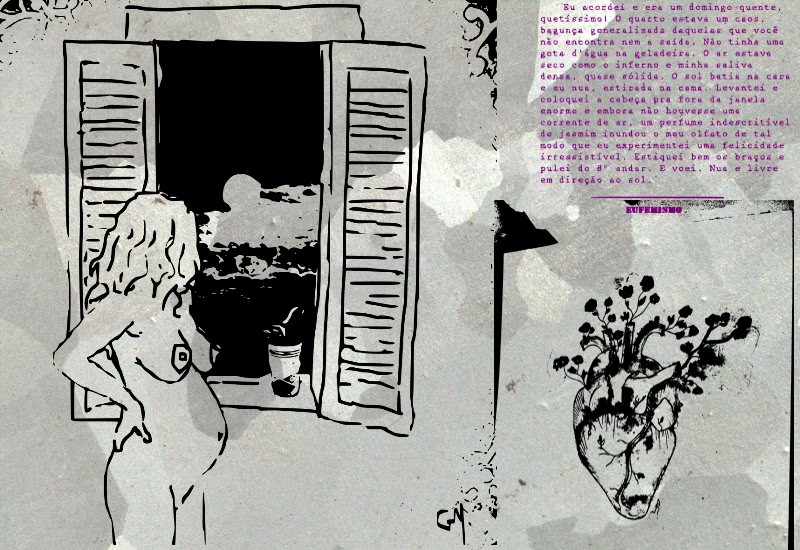 Eu acordei e era um domingo quente,
quetíssimo! O quarto estava um caos,
bagunça generalizada daquelas que você
não encontra nem a saída. Não tinha uma
gota d'água na geladeira. O ar estava
seco como o inferno e minha saliva
densa, quase sólida. O sol batia na cara
e eu nua, estirada na cama. Levantei e
coloquei a cabeça pra fora da janela
enorme e embora não houvesse uma
corrente de ar, um perfume indescritível
de jasmim inundou o meu olfato de tal
modo que eu experimentei uma felicidade
irresistível. Estiquei bem os braços e
pulei do 8º andar. E voei. Nua e livre
em direção ao sol.
EUFEMISMO